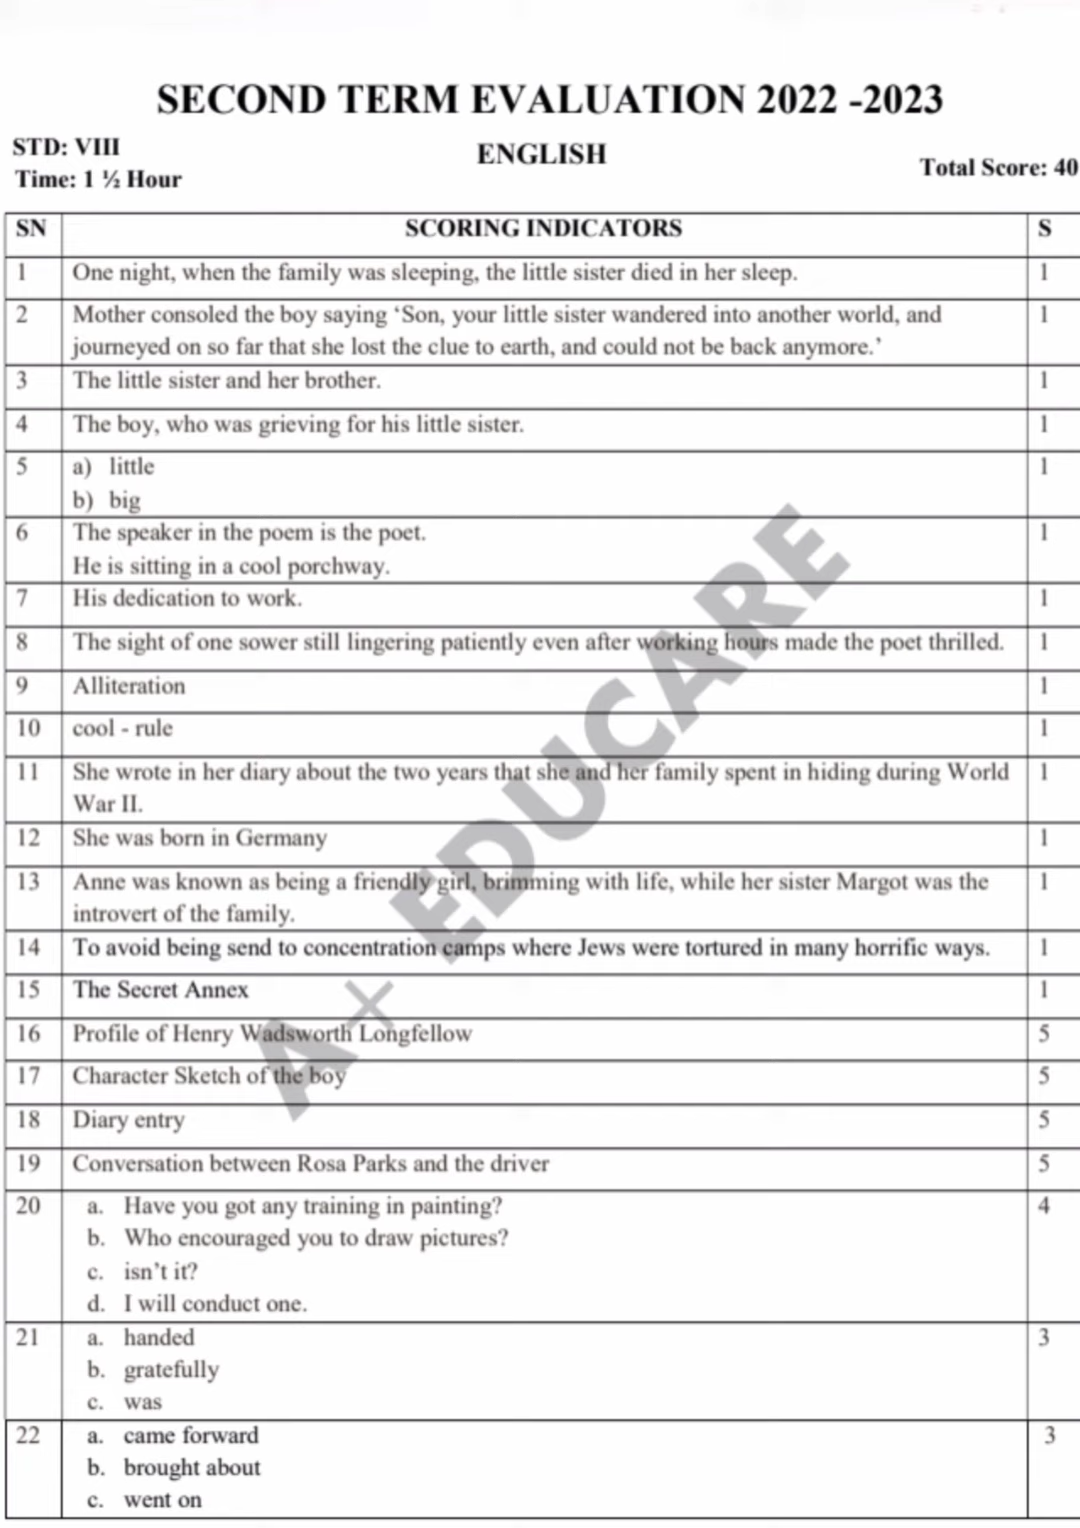 SECOND TERM EVALUATION 2022 -2023
STD: VIII
ENGLISH
Time: 1 ½ Hour
Total Score: 40
SN SCORING INDICATORS S
1 One night, when the family was sleeping, the little sister died in her sleep. 1
2 Mother consoled the boy saying ‘Son, your little sister wandered into another world, and 1
journeyed on so far that she lost the clue to earth, and could not be back anymore.’
3 The little sister and her brother. 1
4 The boy, who was grieving for his little sister. 1
5 a) little 1
b) big
6 The speaker in the poem is the poet. 1
He is sitting in a cool porchway.
7 His dedication to work. 1
8 The sight of one sower still lingering patiently even after working hours made the poet thrilled. 1
9 Alliteration 1
10 cool - rule 1
11 She wrote in her diary about the two years that she and her family spent in hiding during World 1
War II.
12 She was born in Germany 1
13 Anne was known as being a friendly girl, brimming with life, while her sister Margot was the 1
introvert of the family.
14 To avoid being send to concentration camps where Jews were tortured in many horrific ways. 1
15 The Secret Annex 1
16 Profile of Henry Wadsworth Longfellow 5
17 Character Sketch of the boy 5
18 Diary entry 5
19 Conversation between Rosa Parks and the driver 5
20 a. Have you got any training in painting? 4
b. Who encouraged you to draw pictures?
c. isn’t it?
d. I will conduct one.
21 a. handed 3
b. gratefully
c. was
22 a. came forward 3
b. brought about
c. went on
A+ EDUCARE